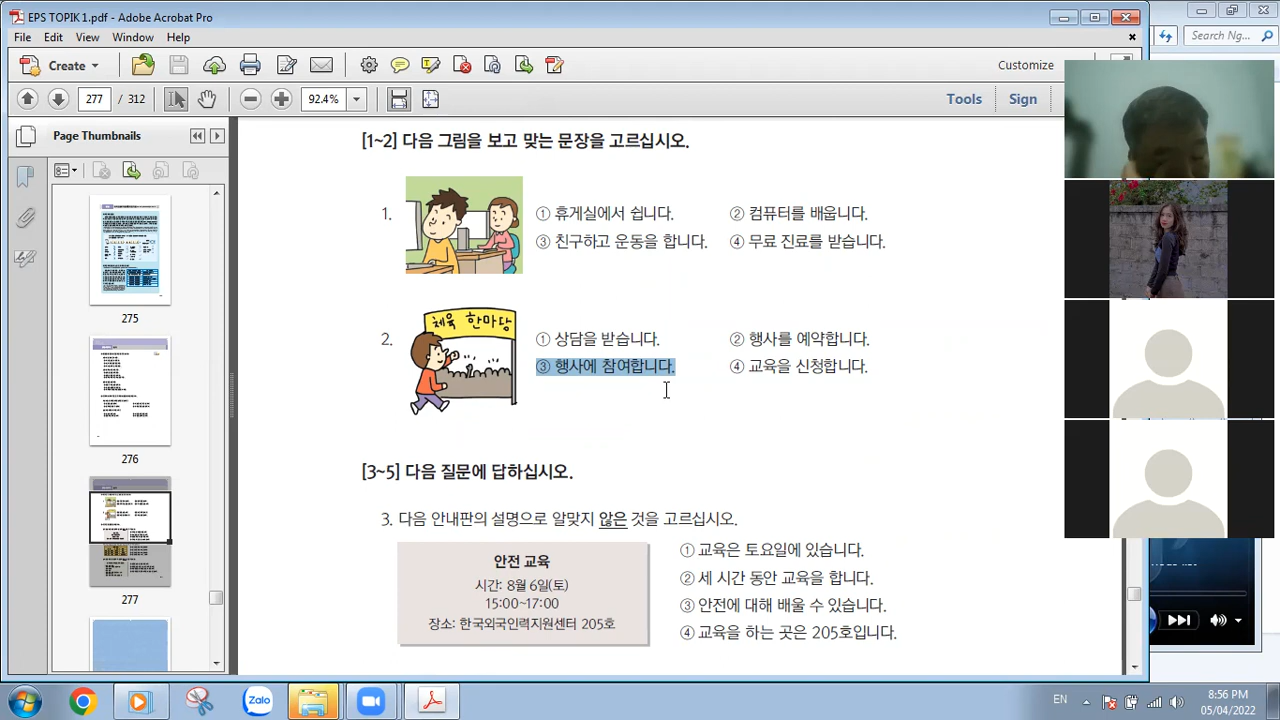 EPS TOPIK 1.pdf - Adobe Acrobat Pro
File Edit View Window Help
Search Ng...
Create
Customize
277 / 312
92.4%
Tools Sign
Page Thumbnails
275
276
277
[1~2] 다음 그림을 보고 맞는 문장을 고르십시오.
1.
① 휴게실에서 쉽니다.
② 컴퓨터를 배웁니다.
③ 친구하고 운동을 합니다.
④ 무료 진료를 받습니다.
2.
체육 한마당
① 상담을 받습니다.
② 행사를 예약합니다.
③ 행사에 참여합니다.
④ 교육을 신청합니다.
[3~5] 다음 질문에 답하십시오.
3. 다음 안내판의 설명으로 알맞지 않은 것을 고르십시오.
안전 교육
시간: 8월 6일(토)
15:00~17:00
장소: 한국외국인력지원센터 205호
① 교육은 토요일에 있습니다.
② 세 시간 동안 교육을 합니다.
③ 안전에 대해 배울 수 있습니다.
④ 교육을 하는 곳은 205호입니다.
Zalo
EN
8:56 PM
05/04/2022